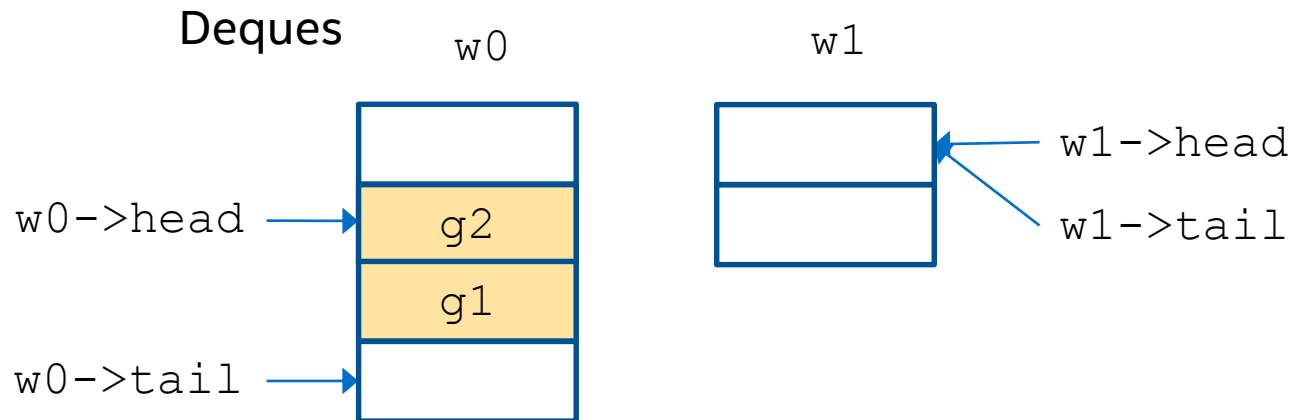 Deques
w0
w1
w0->head
g2
g1
w0->tail
w1->head
w1->tail